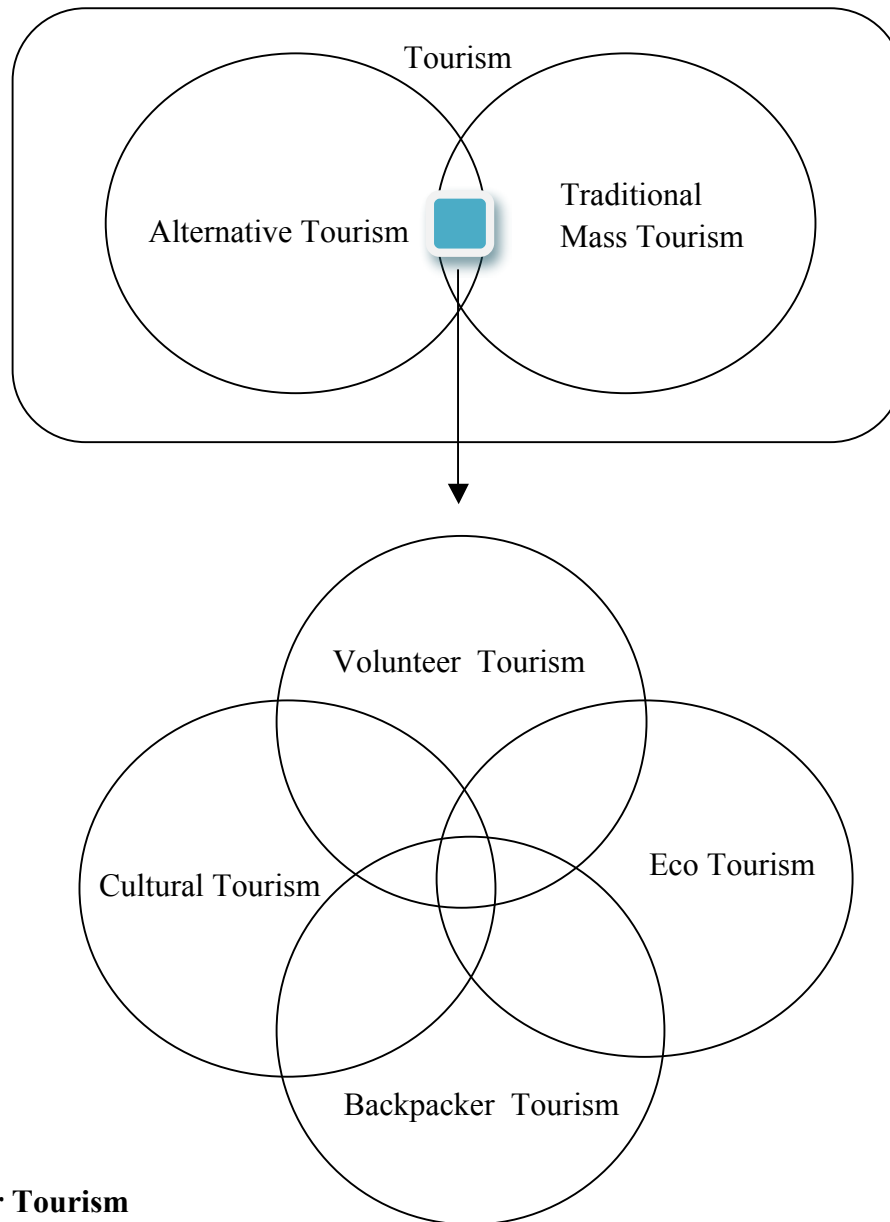 Tourism
Alternative Tourism
Traditional
Mass Tourism
Volunteer Tourism
Cultural Tourism
Eco Tourism
Backpacker Tourism
r Tourism